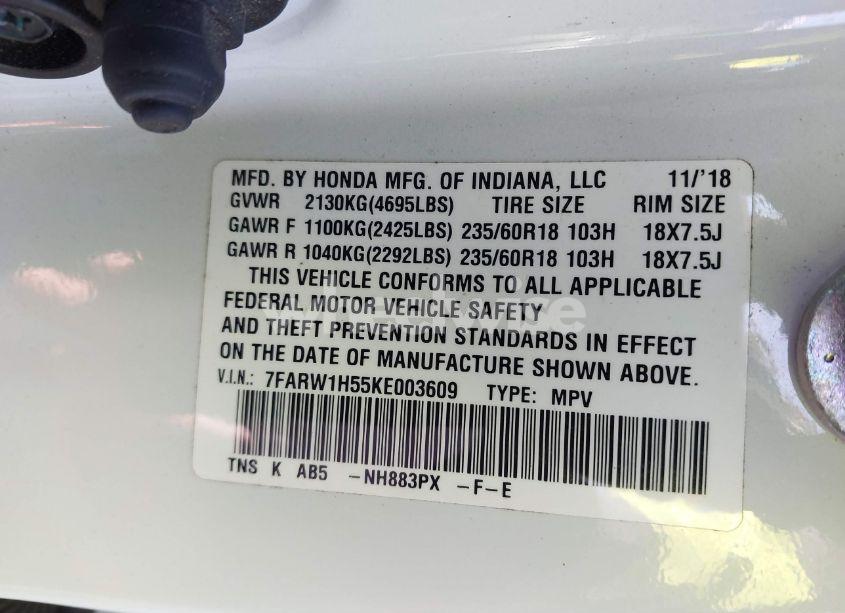 MFD. BY HONDA MFG. OF INDIANA, LLC 11/'18
GVWR 2130KG(4695LBS) TIRE SIZE RIM SIZE
GAWR F 1100KG(2425LBS) 235/60R18 103H 18X7.5J
GAWR R 1040KG(2292LBS) 235/60R18 103H 18X7.5J
THIS VEHICLE CONFORMS TO ALL APPLICABLE
FEDERAL MOTOR VEHICLE SAFETY
AND THEFT PREVENTION STANDARDS IN EFFECT
ON THE DATE OF MANUFACTURE SHOWN ABOVE.
V.I.N.: 7FARW1H55KE003609 TYPE: MPV
TNS K AB5 -NH883PX -F-E